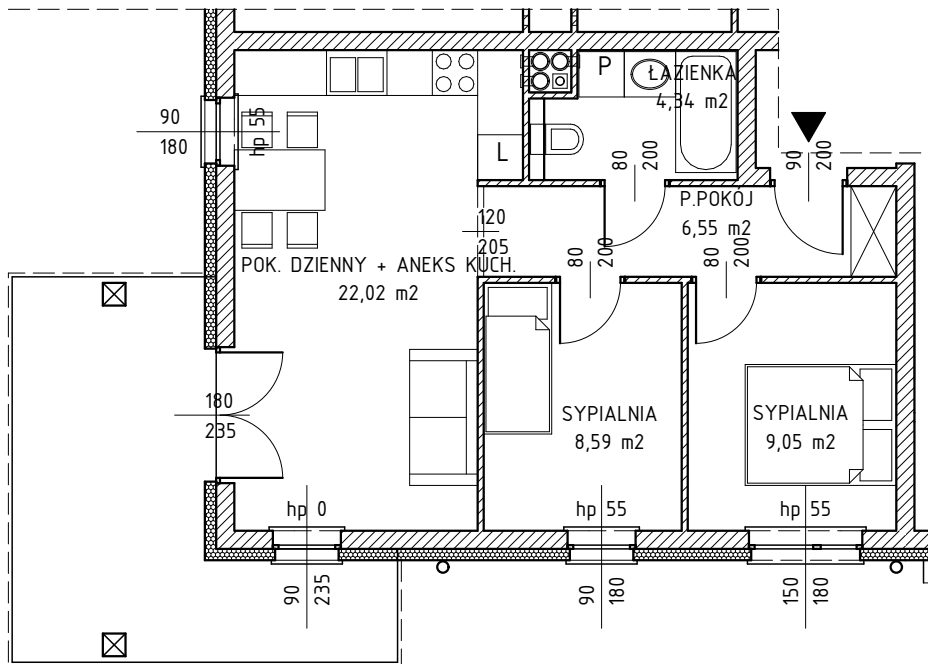 P
ŁAZIENKA
4,34 m2
90
180
hp 55
L
80
200
90
200
P.POKÓJ
6,55 m2
120
205
80
200
80
200
POK. DZIENNY + ANEKS KUCH.
22,02 m2
180
235
SYPIALNIA
8,59 m2
SYPIALNIA
9,05 m2
hp 0
hp 55
hp 55
90
235
90
180
150
180